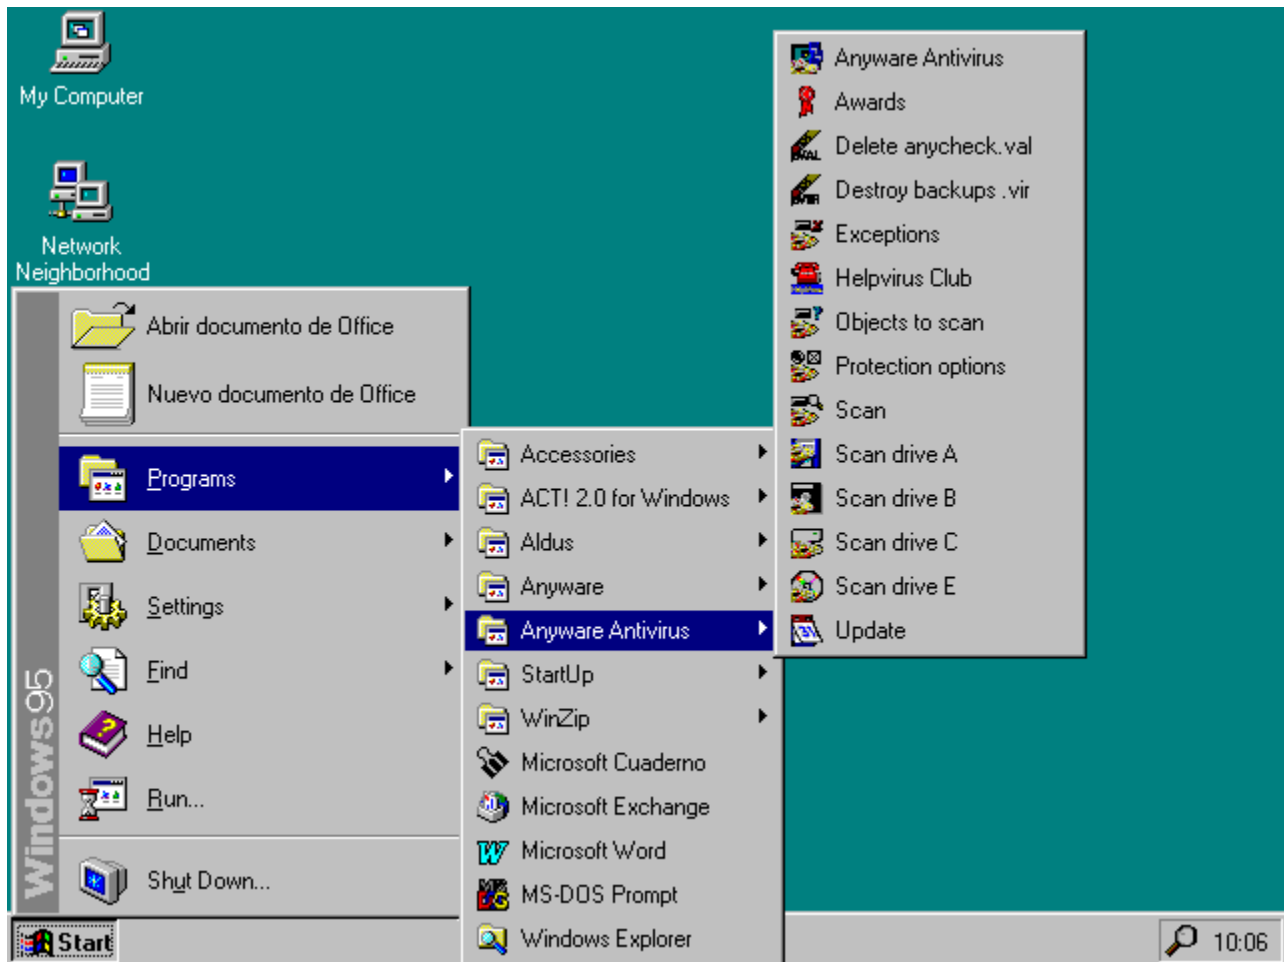 My Computer
Network
Neighborhood
Abrir documento de Office
Nuevo documento de Office
Programs
Documents
Settings
Find
Help
Run...
Shut Down...
Windows95
Accessories
ACT! 2.0 for Windows
Aldus
Anyware
Anyware Antivirus
StartUp
WinZip
Microsoft Cuaderno
Microsoft Exchange
Microsoft Word
MS-DOS Prompt
Windows Explorer
Anyware Antivirus
Awards
Delete anycheck.val
Destroy backups .vir
Exceptions
Helpvirus Club
Objects to scan
Protection options
Scan
Scan drive A
Scan drive B
Scan drive C
Scan drive E
Update
Start
10:06